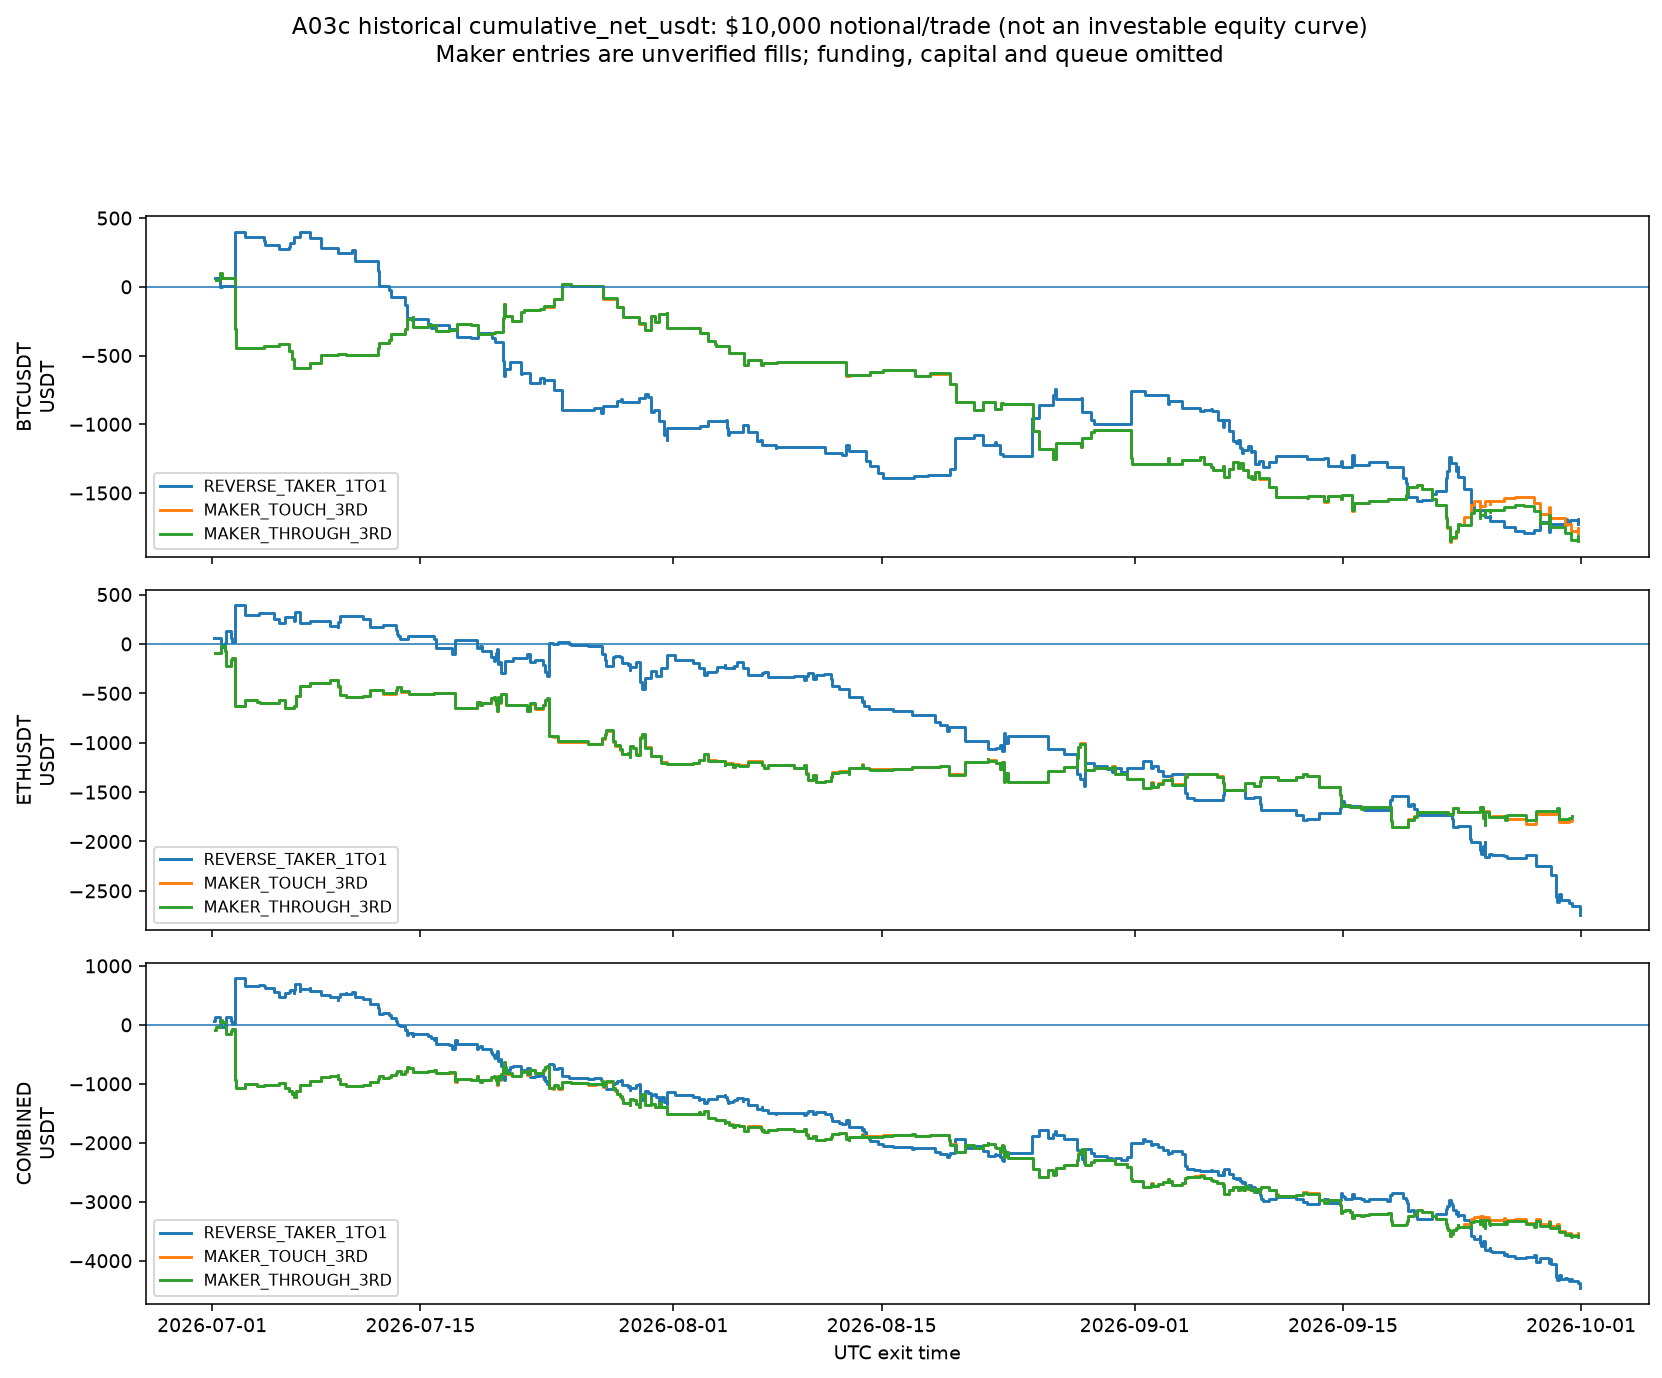 A03c historical cumulative_net_usdt: $10,000 notional/trade (not an investable equity curve)
Maker entries are unverified fills; funding, capital and queue omitted
500
0
−500
−1000
−1500
BTCUSDT
USDT
REVERSE_TAKER_1TO1
MAKER_TOUCH_3RD
MAKER_THROUGH_3RD
500
0
−500
−1000
−1500
−2000
−2500
ETHUSDT
USDT
REVERSE_TAKER_1TO1
MAKER_TOUCH_3RD
MAKER_THROUGH_3RD
1000
0
−1000
−2000
−3000
−4000
COMBINED
USDT
REVERSE_TAKER_1TO1
MAKER_TOUCH_3RD
MAKER_THROUGH_3RD
2026-07-01 2026-07-15 2026-08-01 2026-08-15 2026-09-01 2026-09-15 2026-10-01
UTC exit time